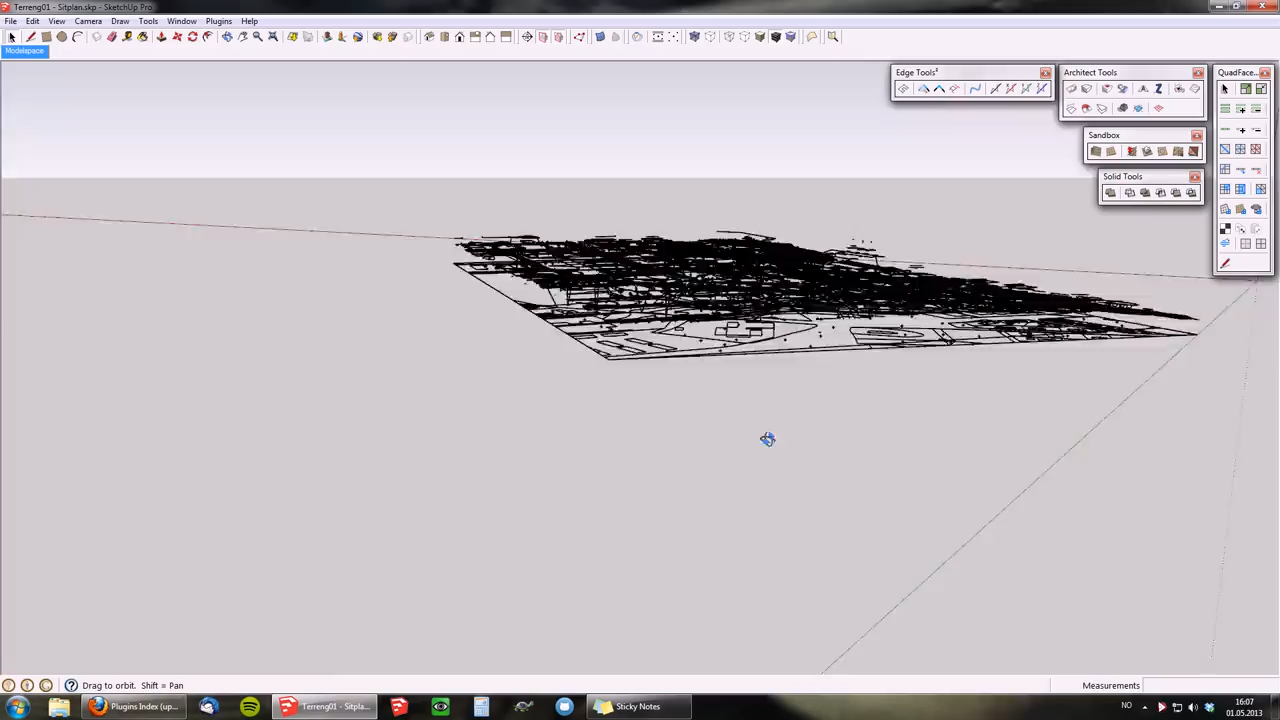 Terreng01 - Sitplan.skp - SketchUp Pro
File Edit View Camera Draw Tools Window Plugins Help
Modelspace
Edge Tools²
Architect Tools
QuadFace...
Sandbox
Solid Tools
Drag to orbit. Shift = Pan
Measurements
Plugins Index (up...
Terreng01 - Sitpla...
Sticky Notes
NO
16:07
01.05.2013